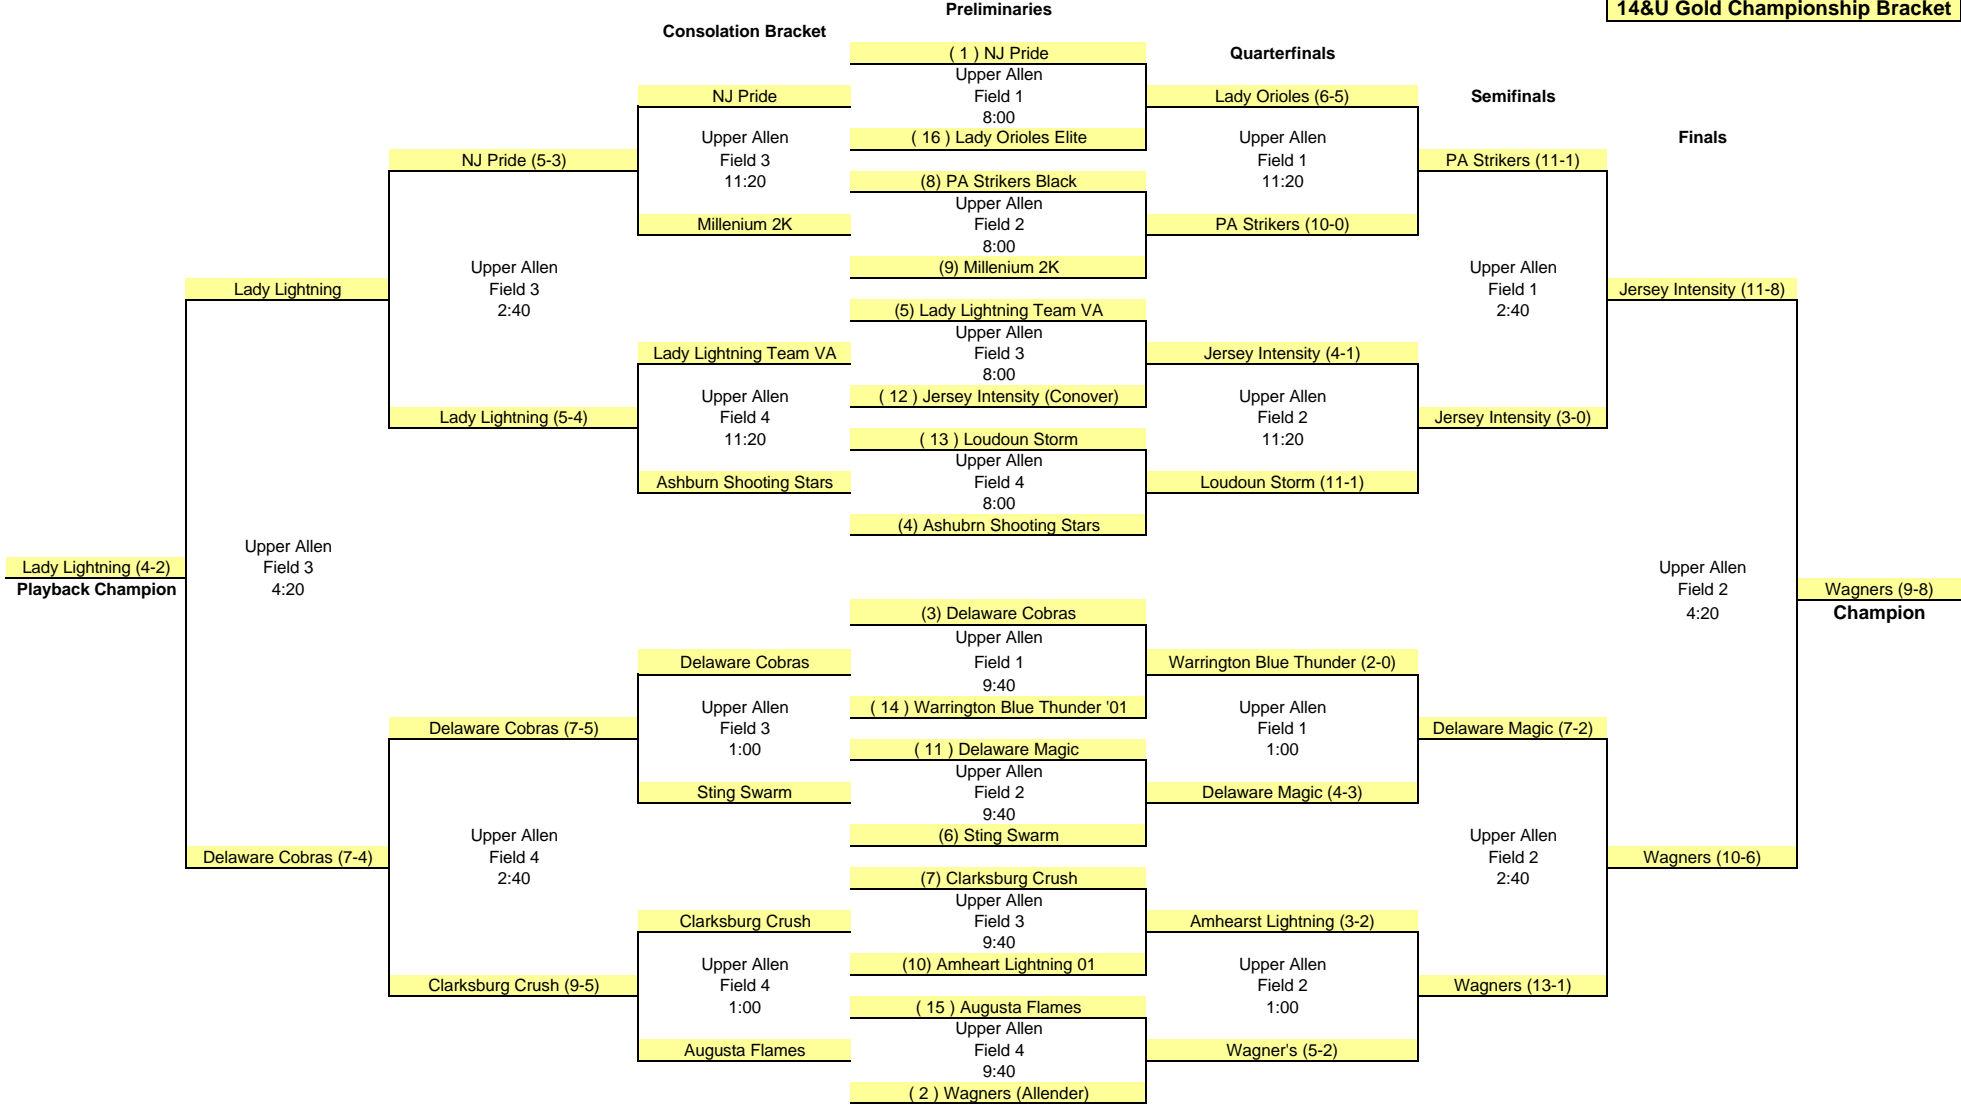 Preliminaries
14&U Gold Championship Bracket
Consolation Bracket
( 1 ) NJ Pride
Quarterfinals
Upper Allen
NJ Pride
Field 1
Lady Orioles (6-5)
Semifinals
8:00
Upper Allen
( 16 ) Lady Orioles Elite
Upper Allen
Finals
NJ Pride (5-3)
Field 3
Field 1
PA Strikers (11-1)
11:20
(8) PA Strikers Black
11:20
Upper Allen
Millenium 2K
Field 2
PA Strikers (10-0)
8:00
Upper Allen
(9) Millenium 2K
Upper Allen
Lady Lightning
Field 3
Field 1
Jersey Intensity (11-8)
2:40
(5) Lady Lightning Team VA
2:40
Upper Allen
Lady Lightning Team VA
Field 3
Jersey Intensity (4-1)
8:00
Upper Allen
( 12 ) Jersey Intensity (Conover)
Upper Allen
Lady Lightning (5-4)
Field 4
Field 2
Jersey Intensity (3-0)
11:20
( 13 ) Loudoun Storm
11:20
Upper Allen
Ashburn Shooting Stars
Field 4
Loudoun Storm (11-1)
8:00
(4) Ashubrn Shooting Stars
Upper Allen
Lady Lightning (4-2)
Field 3
Upper Allen
Playback Champion
4:20
Field 2
Wagners (9-8)
(3) Delaware Cobras
4:20
Champion
Upper Allen
Delaware Cobras
Field 1
Warrington Blue Thunder (2-0)
9:40
Upper Allen
( 14 ) Warrington Blue Thunder '01
Upper Allen
Delaware Cobras (7-5)
Field 3
Field 1
Delaware Magic (7-2)
1:00
( 11 ) Delaware Magic
1:00
Upper Allen
Sting Swarm
Field 2
Delaware Magic (4-3)
9:40
Upper Allen
(6) Sting Swarm
Upper Allen
Delaware Cobras (7-4)
Field 4
Field 2
Wagners (10-6)
2:40
(7) Clarksburg Crush
2:40
Upper Allen
Clarksburg Crush
Field 3
Amhearst Lightning (3-2)
9:40
Upper Allen
(10) Amheart Lightning 01
Upper Allen
Clarksburg Crush (9-5)
Field 4
Field 2
Wagners (13-1)
1:00
( 15 ) Augusta Flames
1:00
Upper Allen
Augusta Flames
Field 4
Wagner's (5-2)
9:40
( 2 ) Wagners (Allender)